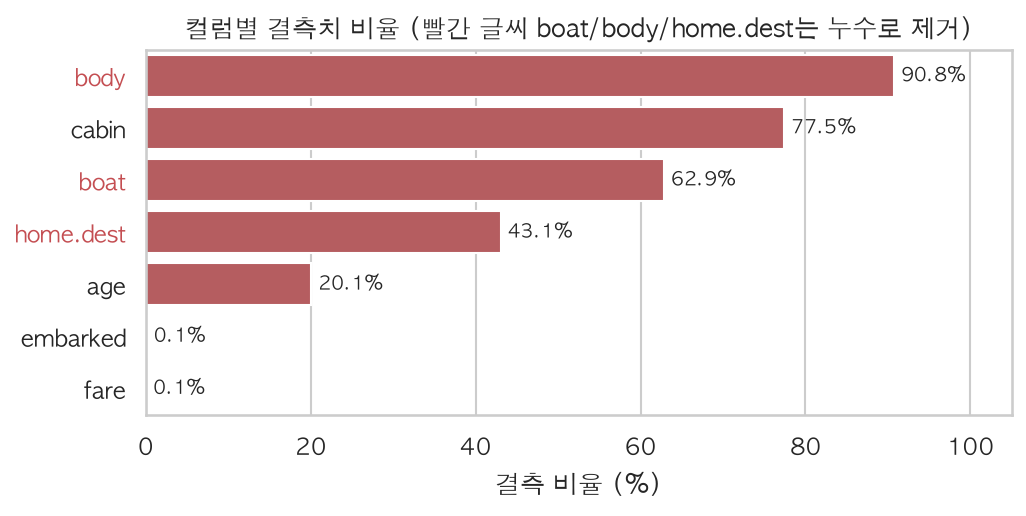 컬럼별 결측치 비율 (빨간 글씨 boat/body/home.dest는 누수로 제거)
body 90.8%
cabin 77.5%
boat 62.9%
home.dest 43.1%
age 20.1%
embarked 0.1%
fare 0.1%
0 20 40 60 80 100
결측 비율 (%)